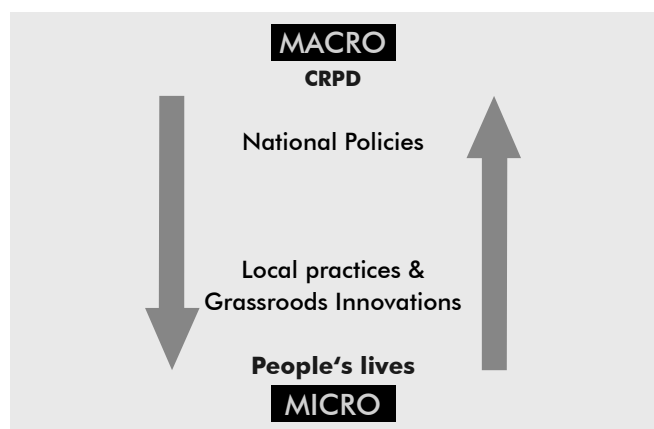 MACRO
CRPD
National Policies
Local practices &
Grassroods Innovations
People‘s lives
MICRO